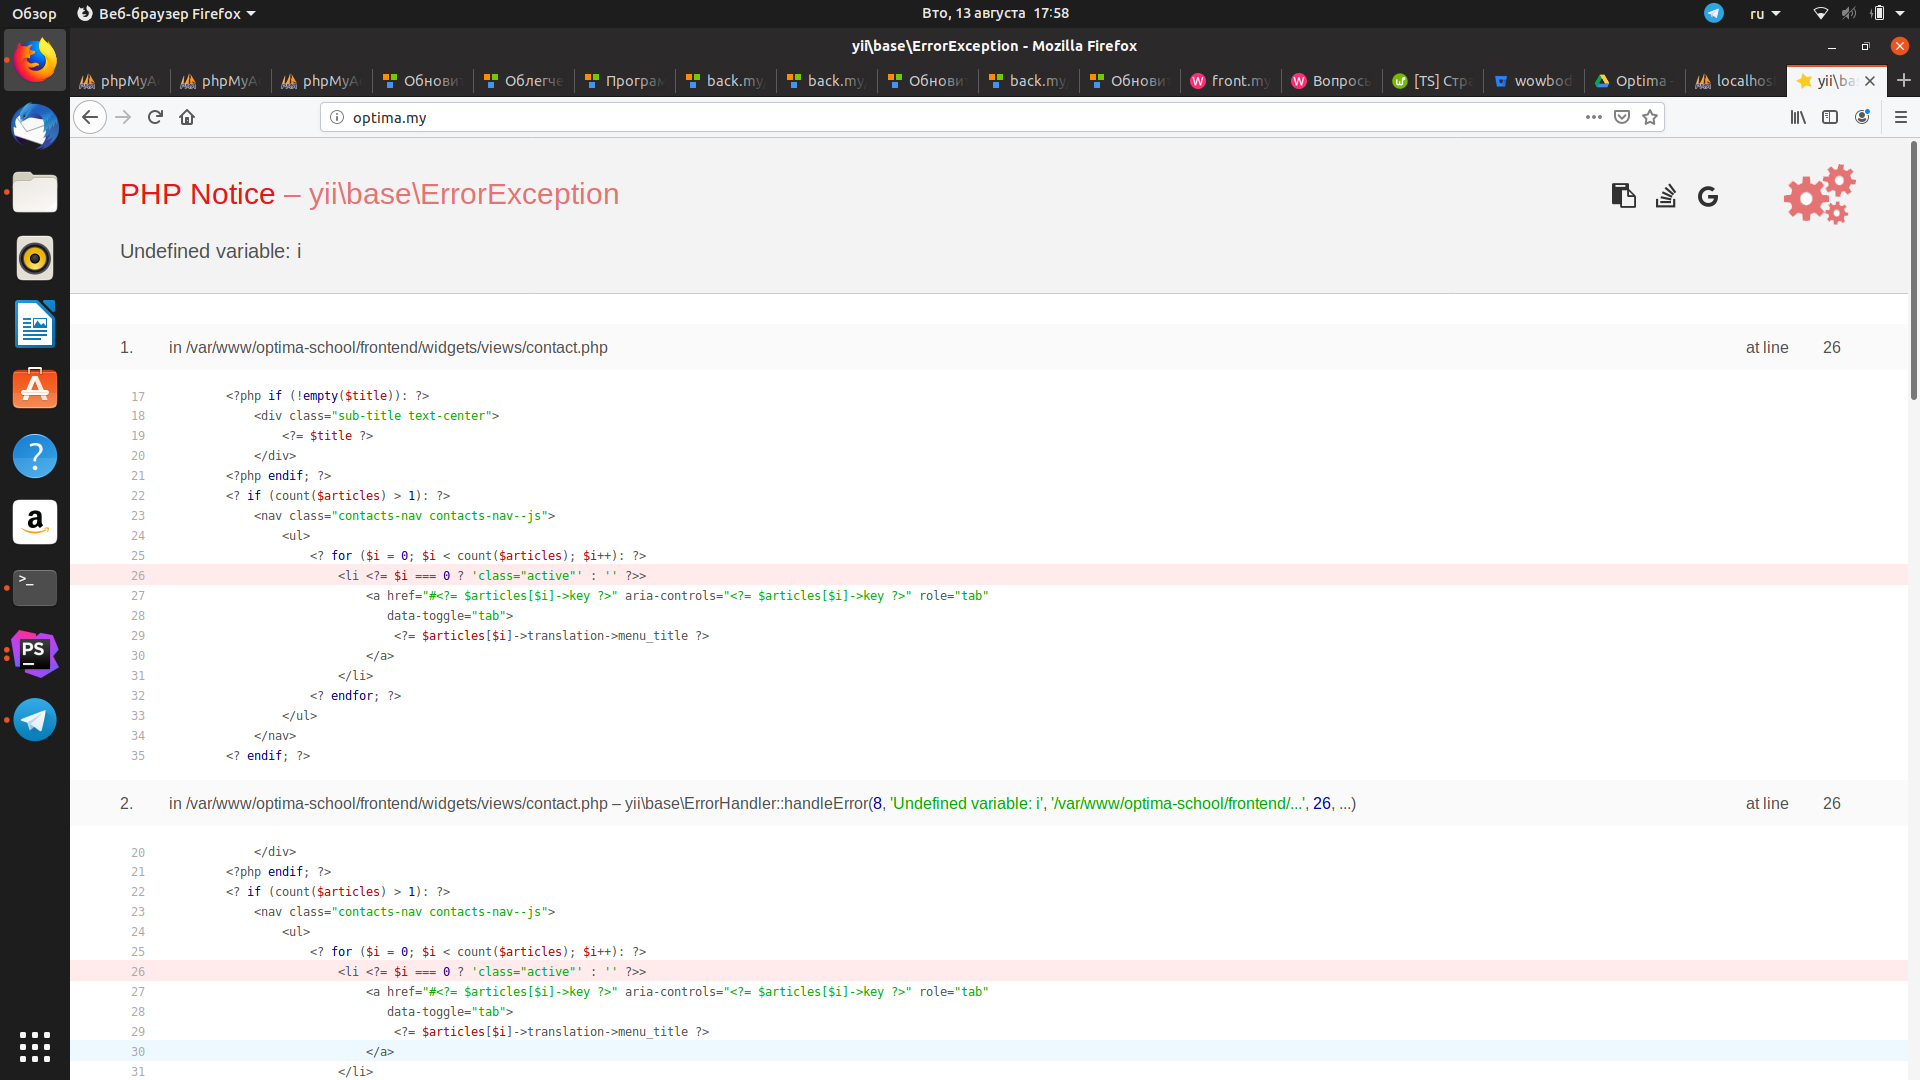 Обзор Веб-браузер Firefox Вто, 13 августа 17:58 ru
yii\base\ErrorException - Mozilla Firefox
phpMyA phpMyA phpMyA Обнови Облегче Програм back.my back.my Обнови back.my Обнови front.my Вопрось [TS] Стр wowbod Optima - localhos yii\ba
optima.my
PHP Notice – yii\base\ErrorException
Undefined variable: i
1. in /var/www/optima-school/frontend/widgets/views/contact.php at line 26
17 <?php if (!empty($title)): ?>
18 <div class="sub-title text-center">
19 <?= $title ?>
20 </div>
21 <?php endif; ?>
22 <? if (count($articles) > 1): ?>
23 <nav class="contacts-nav contacts-nav--js">
24 <ul>
25 <? for ($i = 0; $i < count($articles); $i++): ?>
26 <li <?= $i === 0 ? 'class="active"' : '' ?>>
27 <a href="#<?= $articles[$i]->key ?>" aria-controls="<?= $articles[$i]->key ?>" role="tab"
28 data-toggle="tab">
29 <?= $articles[$i]->translation->menu_title ?>
30 </a>
31 </li>
32 <? endfor; ?>
33 </ul>
34 </nav>
35 <? endif; ?>
2. in /var/www/optima-school/frontend/widgets/views/contact.php – yii\base\ErrorHandler::handleError(8, 'Undefined variable: i', '/var/www/optima-school/frontend/...', 26, ...) at line 26
20 </div>
21 <?php endif; ?>
22 <? if (count($articles) > 1): ?>
23 <nav class="contacts-nav contacts-nav--js">
24 <ul>
25 <? for ($i = 0; $i < count($articles); $i++): ?>
26 <li <?= $i === 0 ? 'class="active"' : '' ?>>
27 <a href="#<?= $articles[$i]->key ?>" aria-controls="<?= $articles[$i]->key ?>" role="tab"
28 data-toggle="tab">
29 <?= $articles[$i]->translation->menu_title ?>
30 </a>
31 </li>